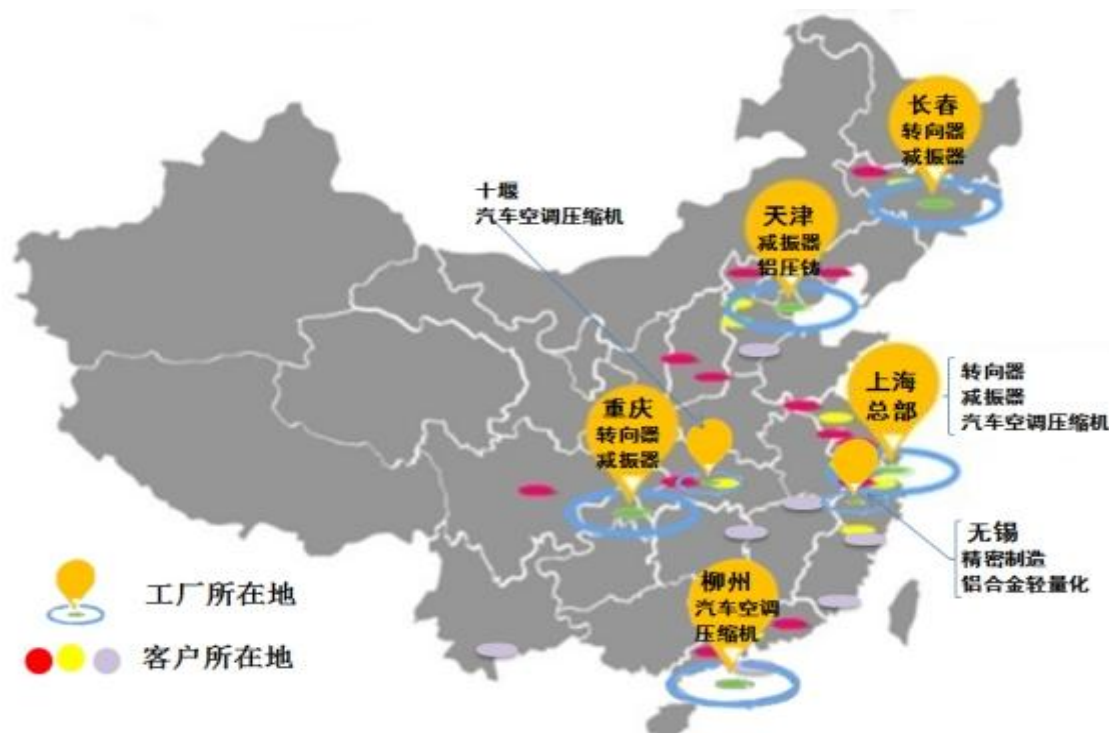 长春
转向器
减振器
十堰
汽车空调压缩机
天津
减振器
铝压铸
上海
总部
转向器
减振器
汽车空调压缩机
重庆
转向器
减振器
无锡
精密制造
铝合金轻量化
柳州
汽车空调
压缩机
工厂所在地
客户所在地